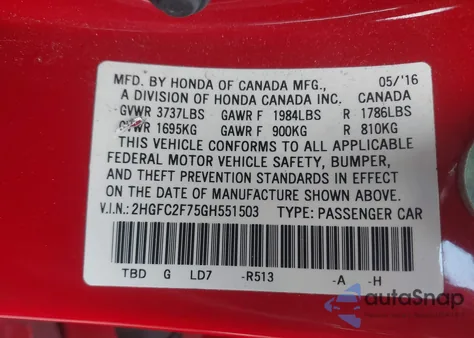 MFD. BY HONDA OF CANADA MFG., 05/'16
A DIVISION OF HONDA CANADA INC. CANADA
GVWR 3737LBS GAWR F 1984LBS R 1786LBS
GVWR 1695KG GAWR F 900KG R 810KG
THIS VEHICLE CONFORMS TO ALL APPLICABLE
FEDERAL MOTOR VEHICLE SAFETY, BUMPER,
AND THEFT PREVENTION STANDARDS IN EFFECT
ON THE DATE OF MANUFACTURE SHOWN ABOVE.
V.I.N.: 2HGFC2F75GH551503 TYPE: PASSENGER CAR
TBD G LD7 -R513 -A -H
autoSnap